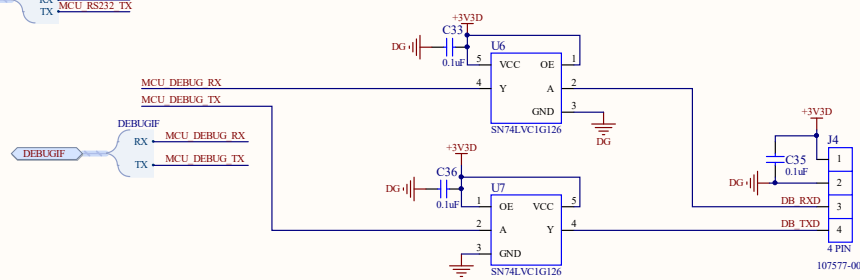 RX
TX MCU_RS232_TX
+3V3D
C33
DG
0.1uF
U6
5 VCC OE 1
MCU_DEBUG_RX
4 Y A 2
MCU_DEBUG_TX
GND 3
SN74LVC1G126
DG
DEBUGIF
RX MCU_DEBUG_RX
DEBUGIF
TX MCU_DEBUG_TX
+3V3D
C36
DG
0.1uF
U7
1 OE VCC 5
2 A Y 4
3 GND
SN74LVC1G126
+3V3D
J4
C35
0.1uF
1
DG
2
DB_RXD
3
DB_TXD
4
4 PIN